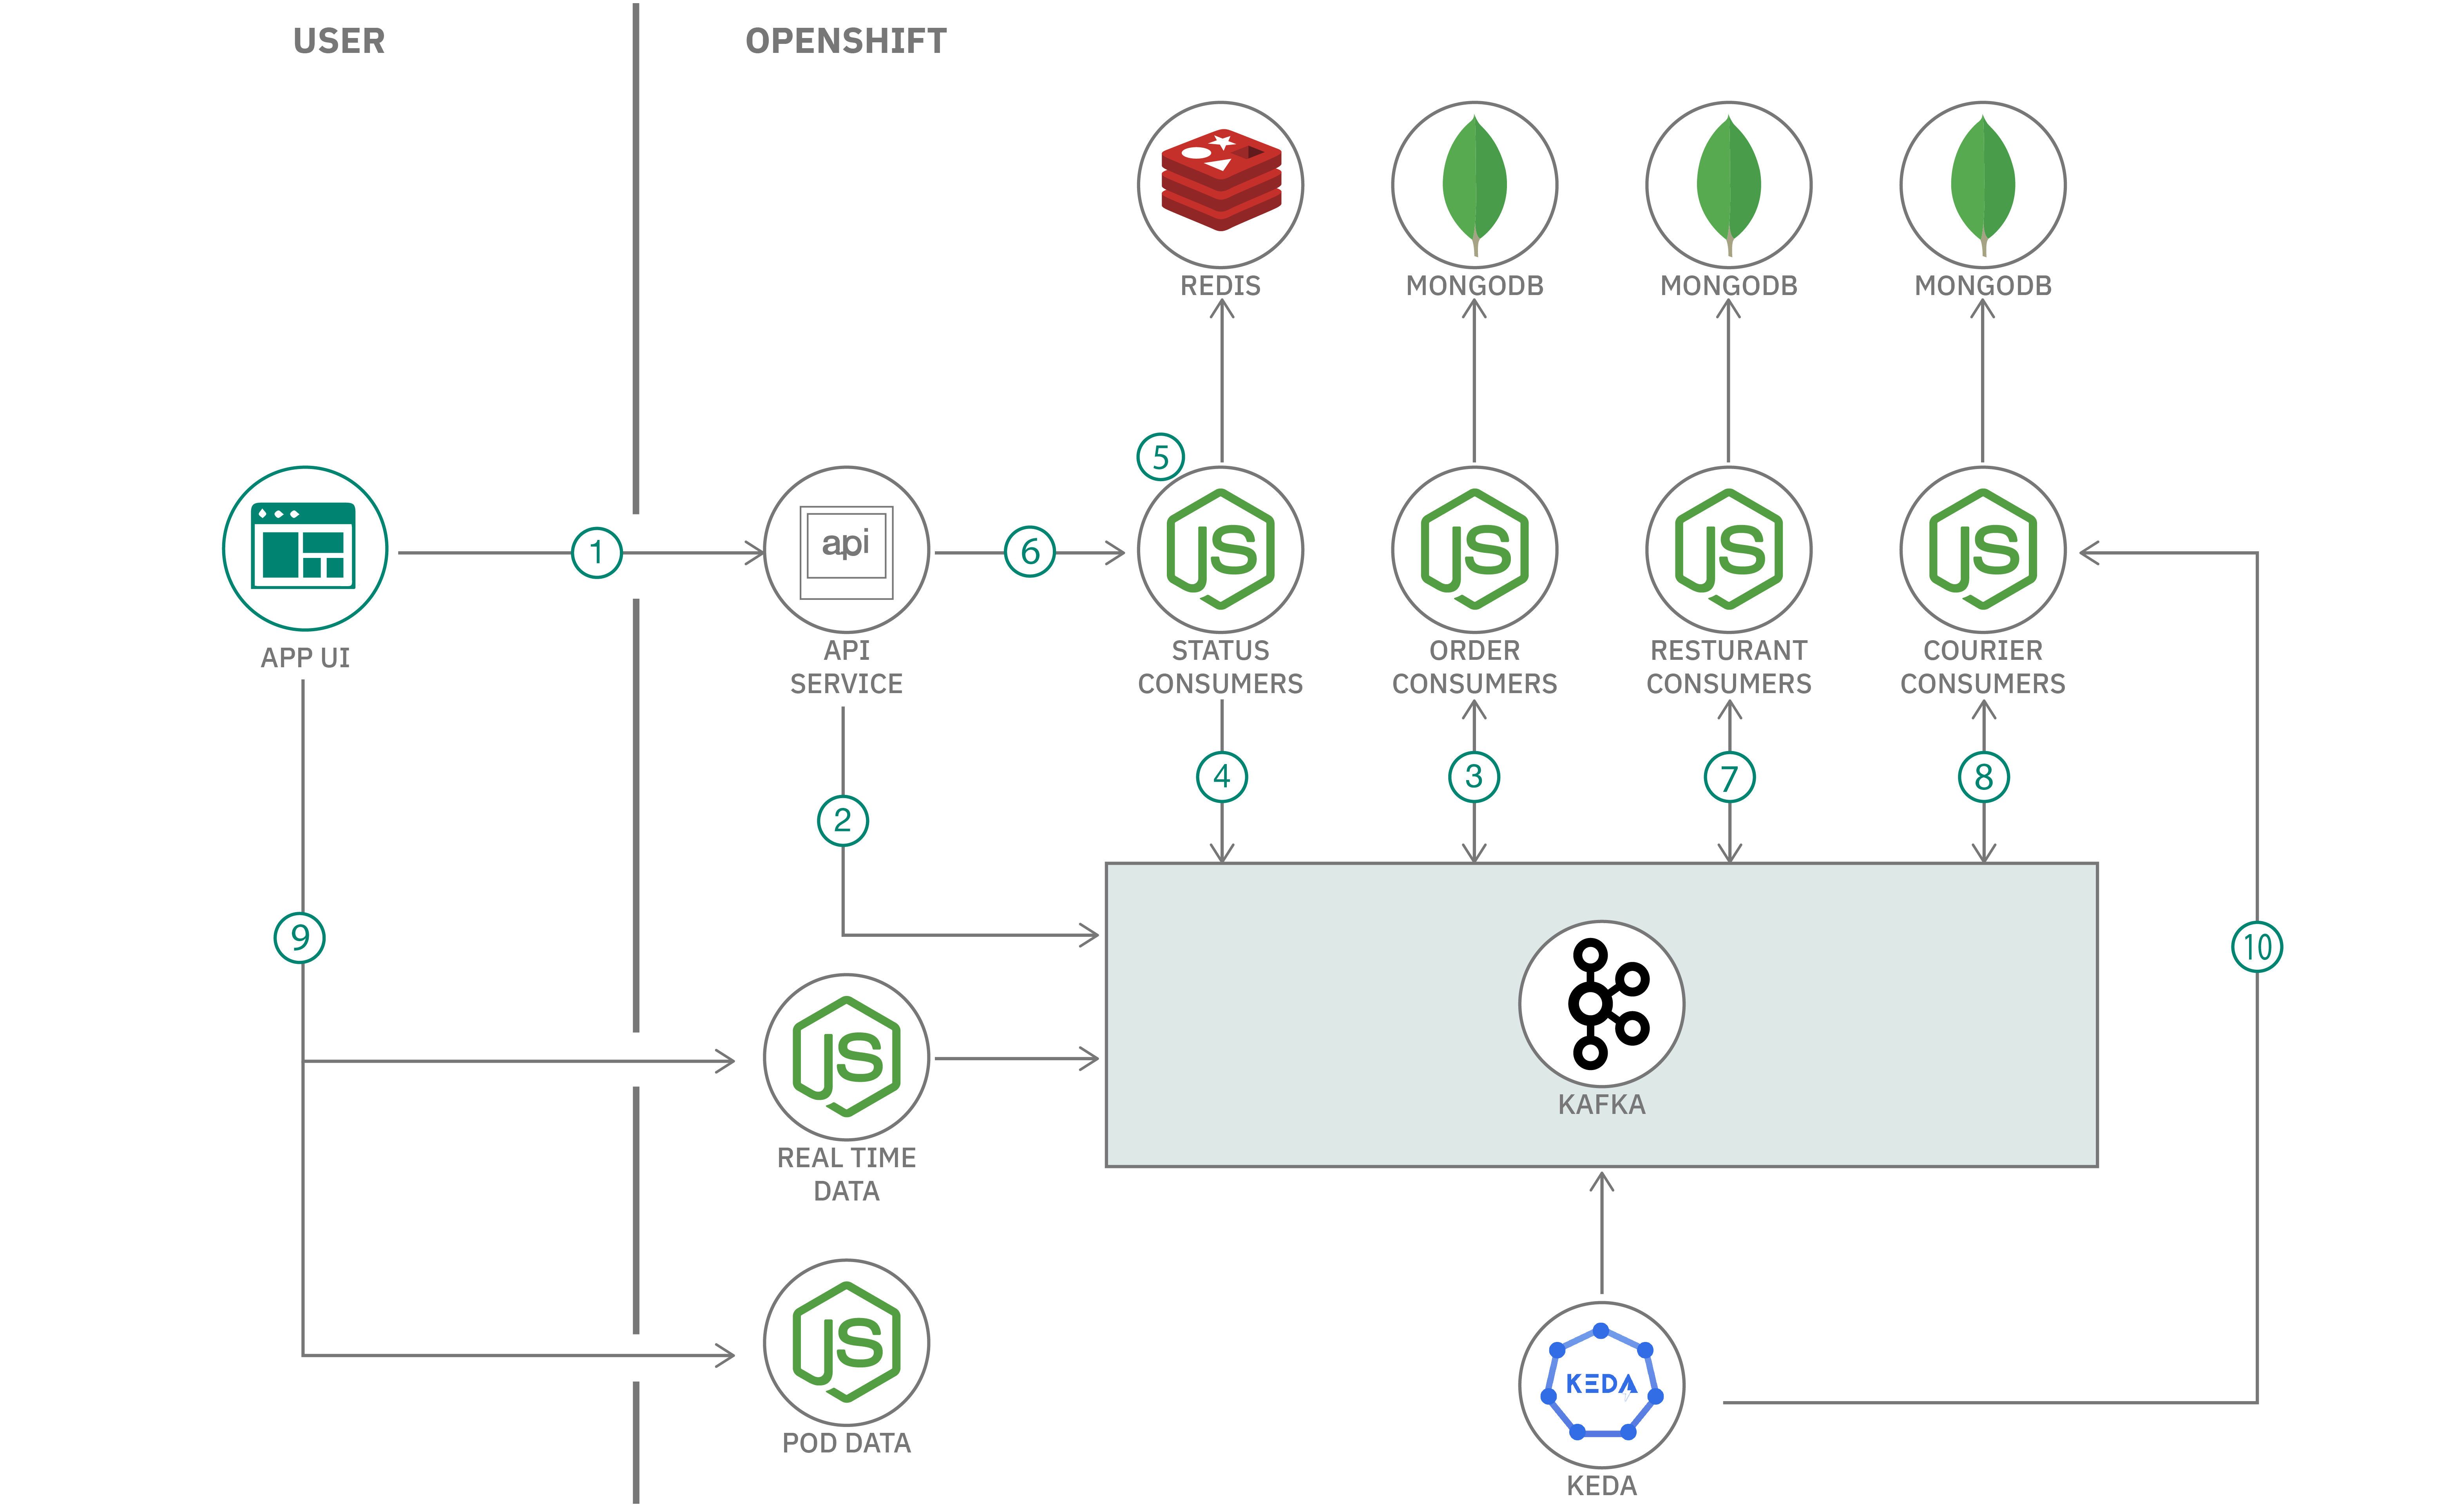 USER
OPENSHIFT
REDIS
MONGODB
MONGODB
MONGODB
5
1
api
6
JS
JS
JS
JS
APP UI
API
SERVICE
STATUS
CONSUMERS
ORDER
CONSUMERS
RESTURANT
CONSUMERS
COURIER
CONSUMERS
2
4
3
7
8
9
10
JS
KAFKA
REAL TIME
DATA
JS
POD DATA
KEDA
KEDA